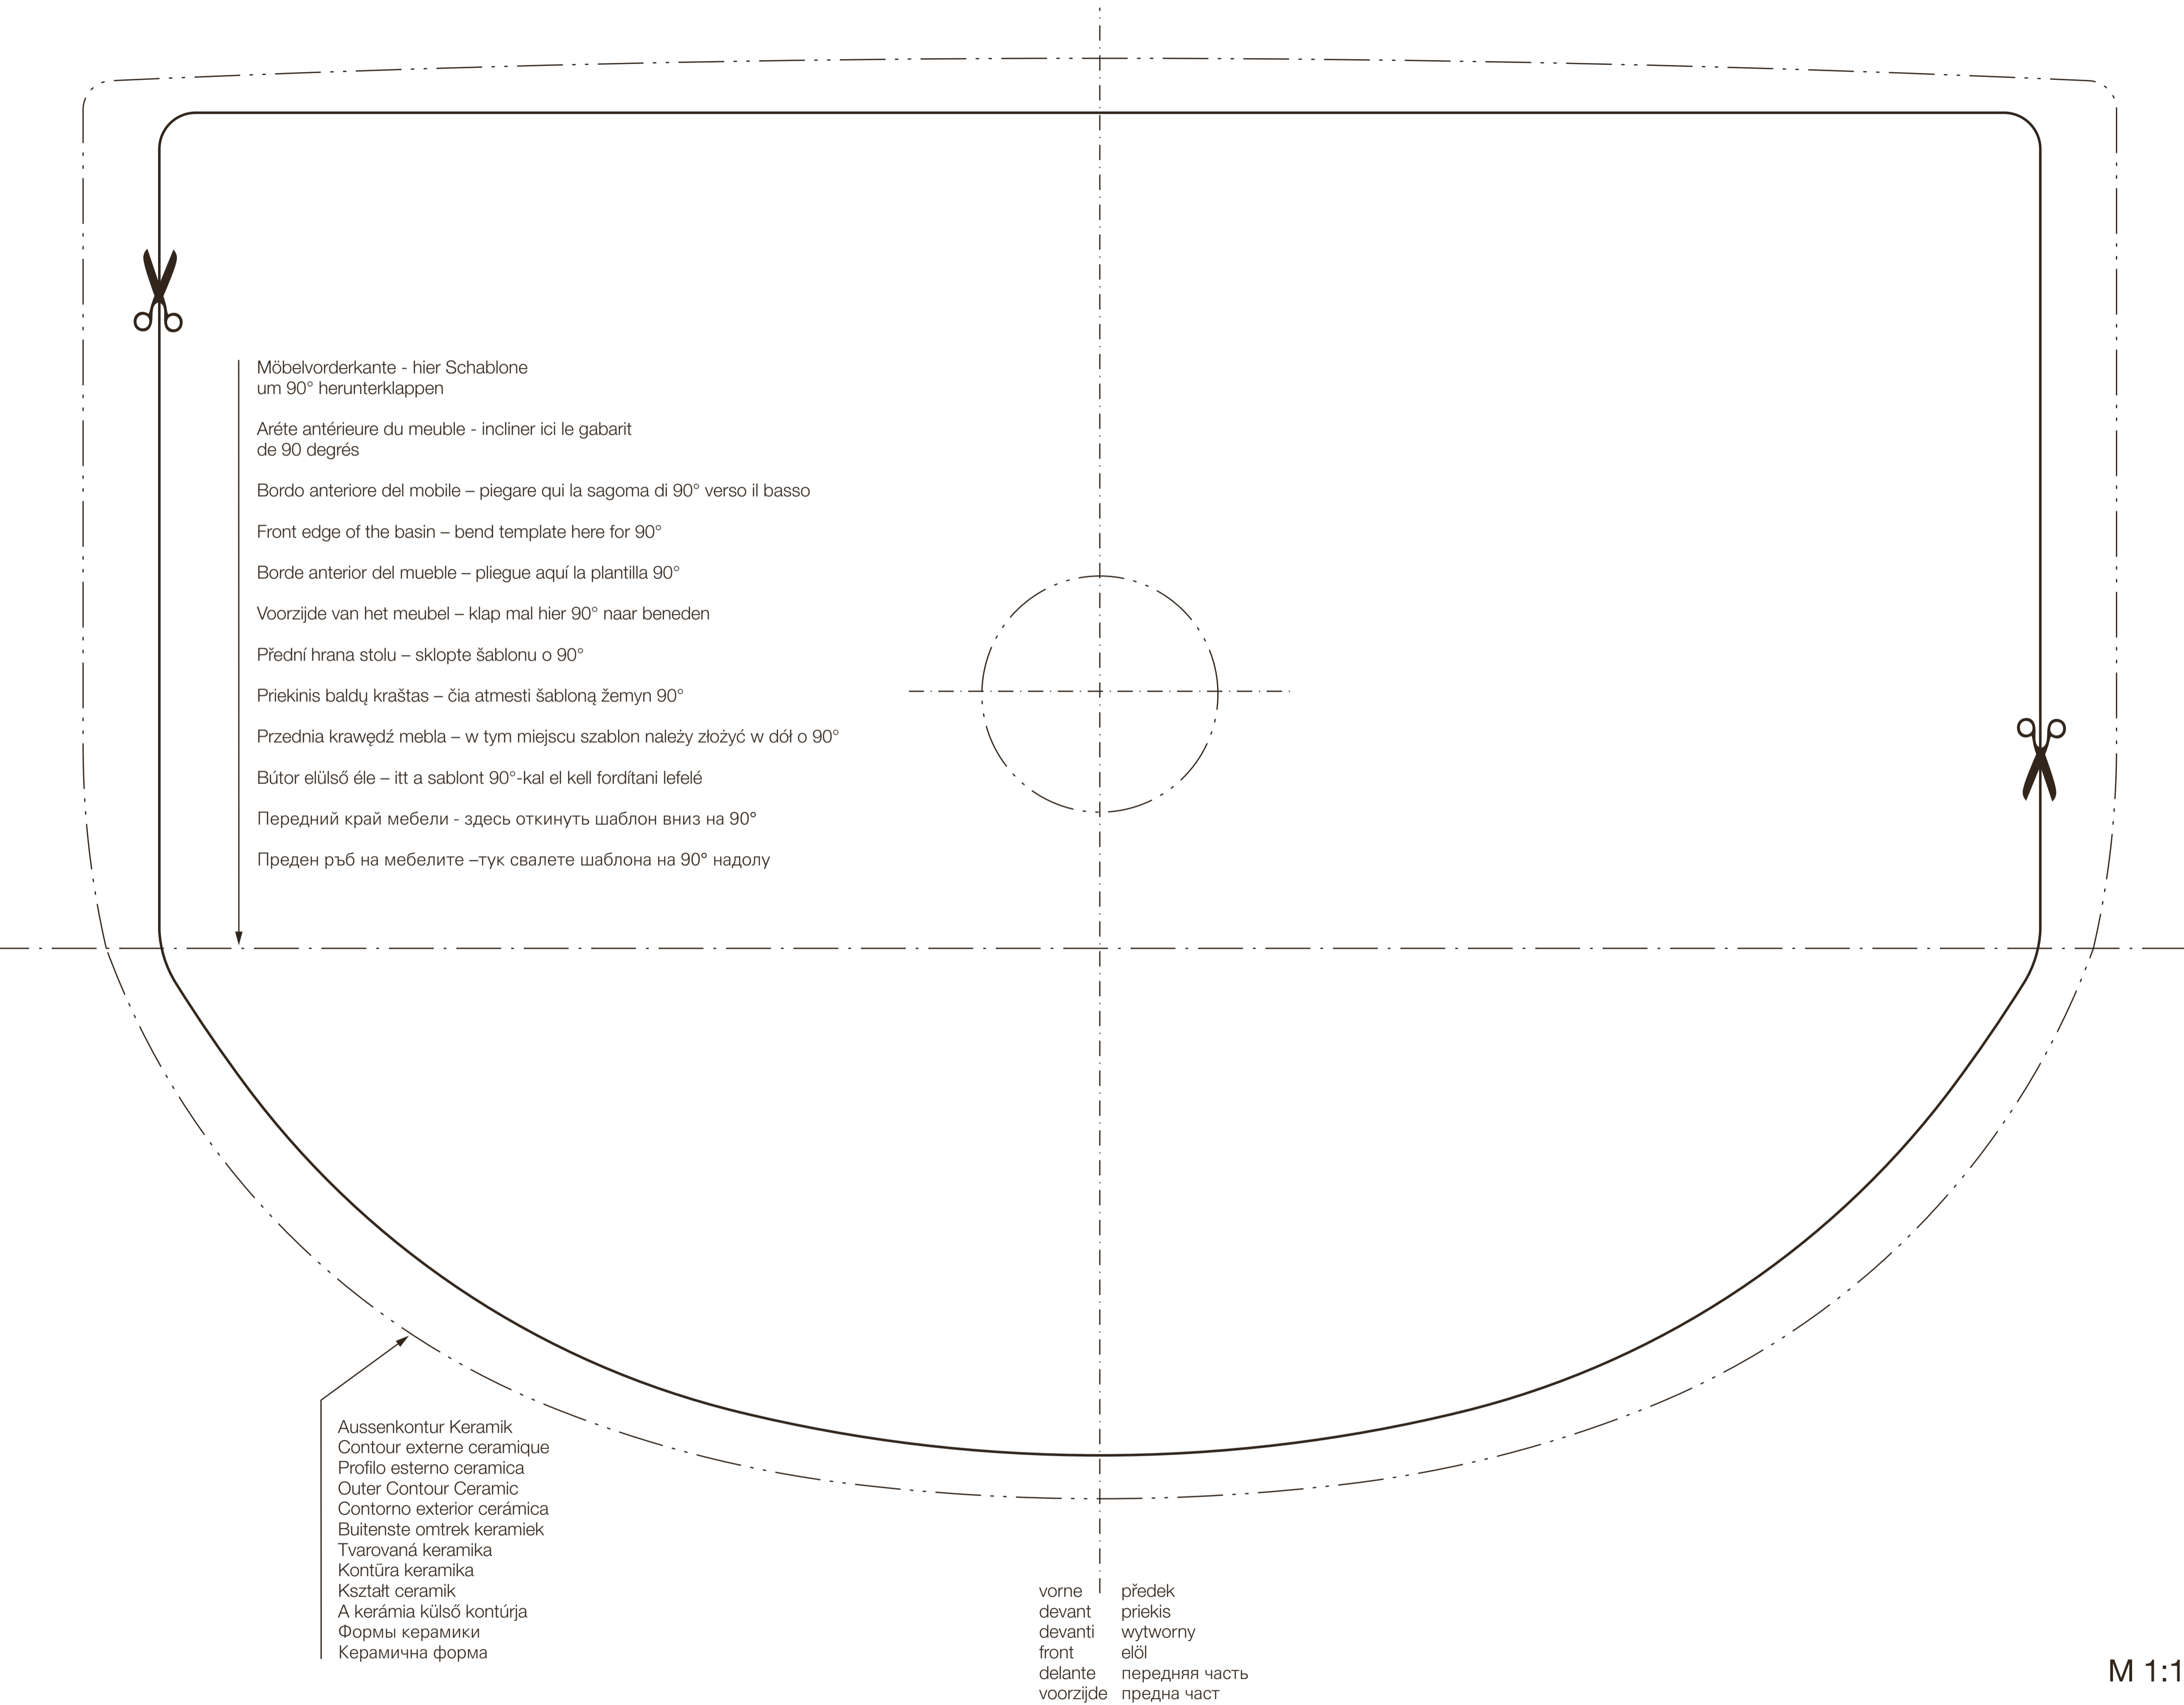 Möbelvorderkante - hier Schablone
um 90° herunterklappen
Aréte antérieure du meuble - incliner ici le gabarit
de 90 degrés
Bordo anteriore del mobile – piegare qui la sagoma di 90° verso il basso
Front edge of the basin – bend template here for 90°
Borde anterior del mueble – pliegue aquí la plantilla 90°
Voorzijde van het meubel – klap mal hier 90° naar beneden
Přední hrana stolu – sklopte šablonu o 90°
Priekinis baldų kraštas – čia atmesti šabloną žemyn 90°
Przednia krawędź mebla – w tym miejscu szablon należy złożyć w dół o 90°
Bútor elülső éle – itt a sablont 90°-kal el kell fordítani lefelé
Передний край мебели - здесь откинуть шаблон вниз на 90°
Преден ръб на мебелите –тук свалете шаблона на 90° надолу
Aussenkontur Keramik
Contour externe ceramique
Profilo esterno ceramica
Outer Contour Ceramic
Contorno exterior cerámica
Buitenste omtrek keramiek
Tvarovaná keramika
Kontūra keramika
Kształt ceramik
A kerámia külső kontúrja
Формы керамики
Керамична форма
vorne
devant
devanti
front
delante
voorzijde
předek
priekis
wytworny
elöl
передняя часть
предна част
M 1:1